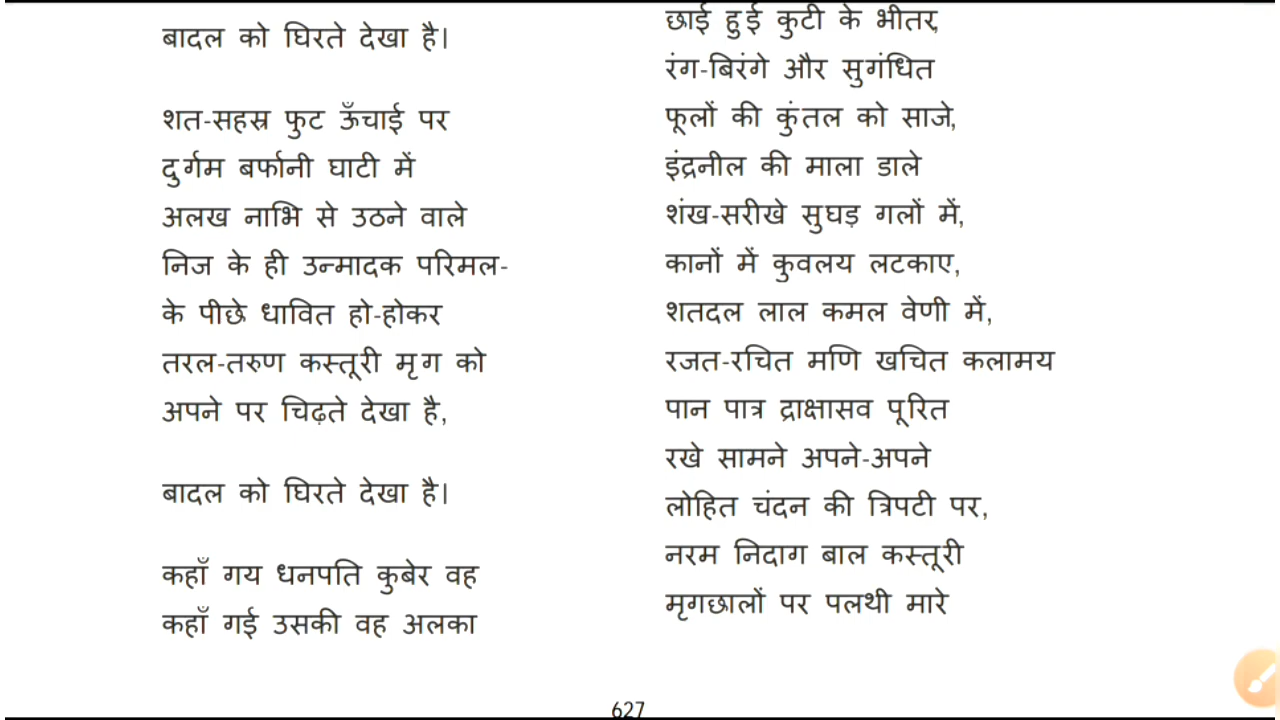 बादल को घिरते देखा है।
शत-सहस्र फुट ऊँचाई पर
दुर्गम बर्फानी घाटी में
अलख नाभि से उठने वाले
निज के ही उन्मादक परिमल-
के पीछे धावित हो-होकर
तरल-तरुण कस्तूरी मृग को
अपने पर चिढ़ते देखा है,
बादल को घिरते देखा है।
कहाँ गय धनपति कुबेर वह
कहाँ गई उसकी वह अलका
छाई हुई कुटी के भीतर,
रंग-बिरंगे और सुगंधित
फूलों की कुंतल को साजे,
इंद्रनील की माला डाले
शंख-सरीखे सुघड़ गलों में,
कानों में कुवलय लटकाए,
शतदल लाल कमल वेणी में,
रजत-रचित मणि खचित कलामय
पान पात्र द्राक्षासव पूरित
रखे सामने अपने-अपने
लोहित चंदन की त्रिपटी पर,
नरम निदाग बाल कस्तूरी
मृगछालों पर पलथी मारे
627